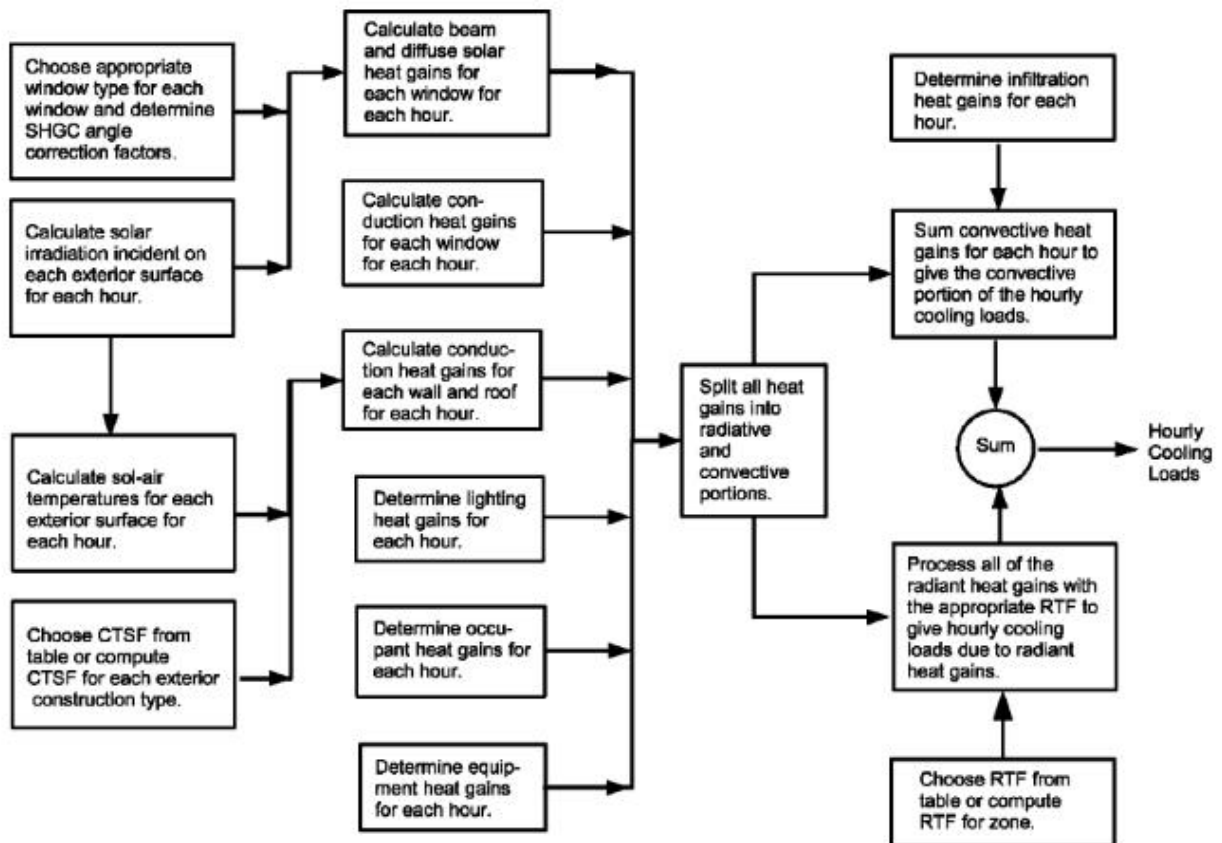 Choose appropriate
window type for each
window and determine
SHGC angle
correction factors.
Calculate solar
irradiation incident on
each exterior surface
for each hour.
Calculate sol-air
temperatures for each
exterior surface for
each hour.
Choose CTSF from
table or compute
CTSF for each exterior
construction type.
Calculate beam
and diffuse solar
heat gains for
each window for
each hour.
Calculate con-
duction heat gains
for each window
for each hour.
Calculate conduc-
tion heat gains for
each wall and roof
for each hour.
Determine lighting
heat gains for
each hour.
Determine occu-
pant heat gains for
each hour.
Determine equip-
ment heat gains
for each hour.
Split all heat
gains into
radiative
and
convective
portions.
Determine infiltration
heat gains for each
hour.
Sum convective heat
gains for each hour to
give the convective
portion of the hourly
cooling loads.
Sum
Hourly
Cooling
Loads
Process all of the
radiant heat gains with
the appropriate RTF to
give hourly cooling
loads due to radiant
heat gains.
Choose RTF from
table or compute
RTF for zone.